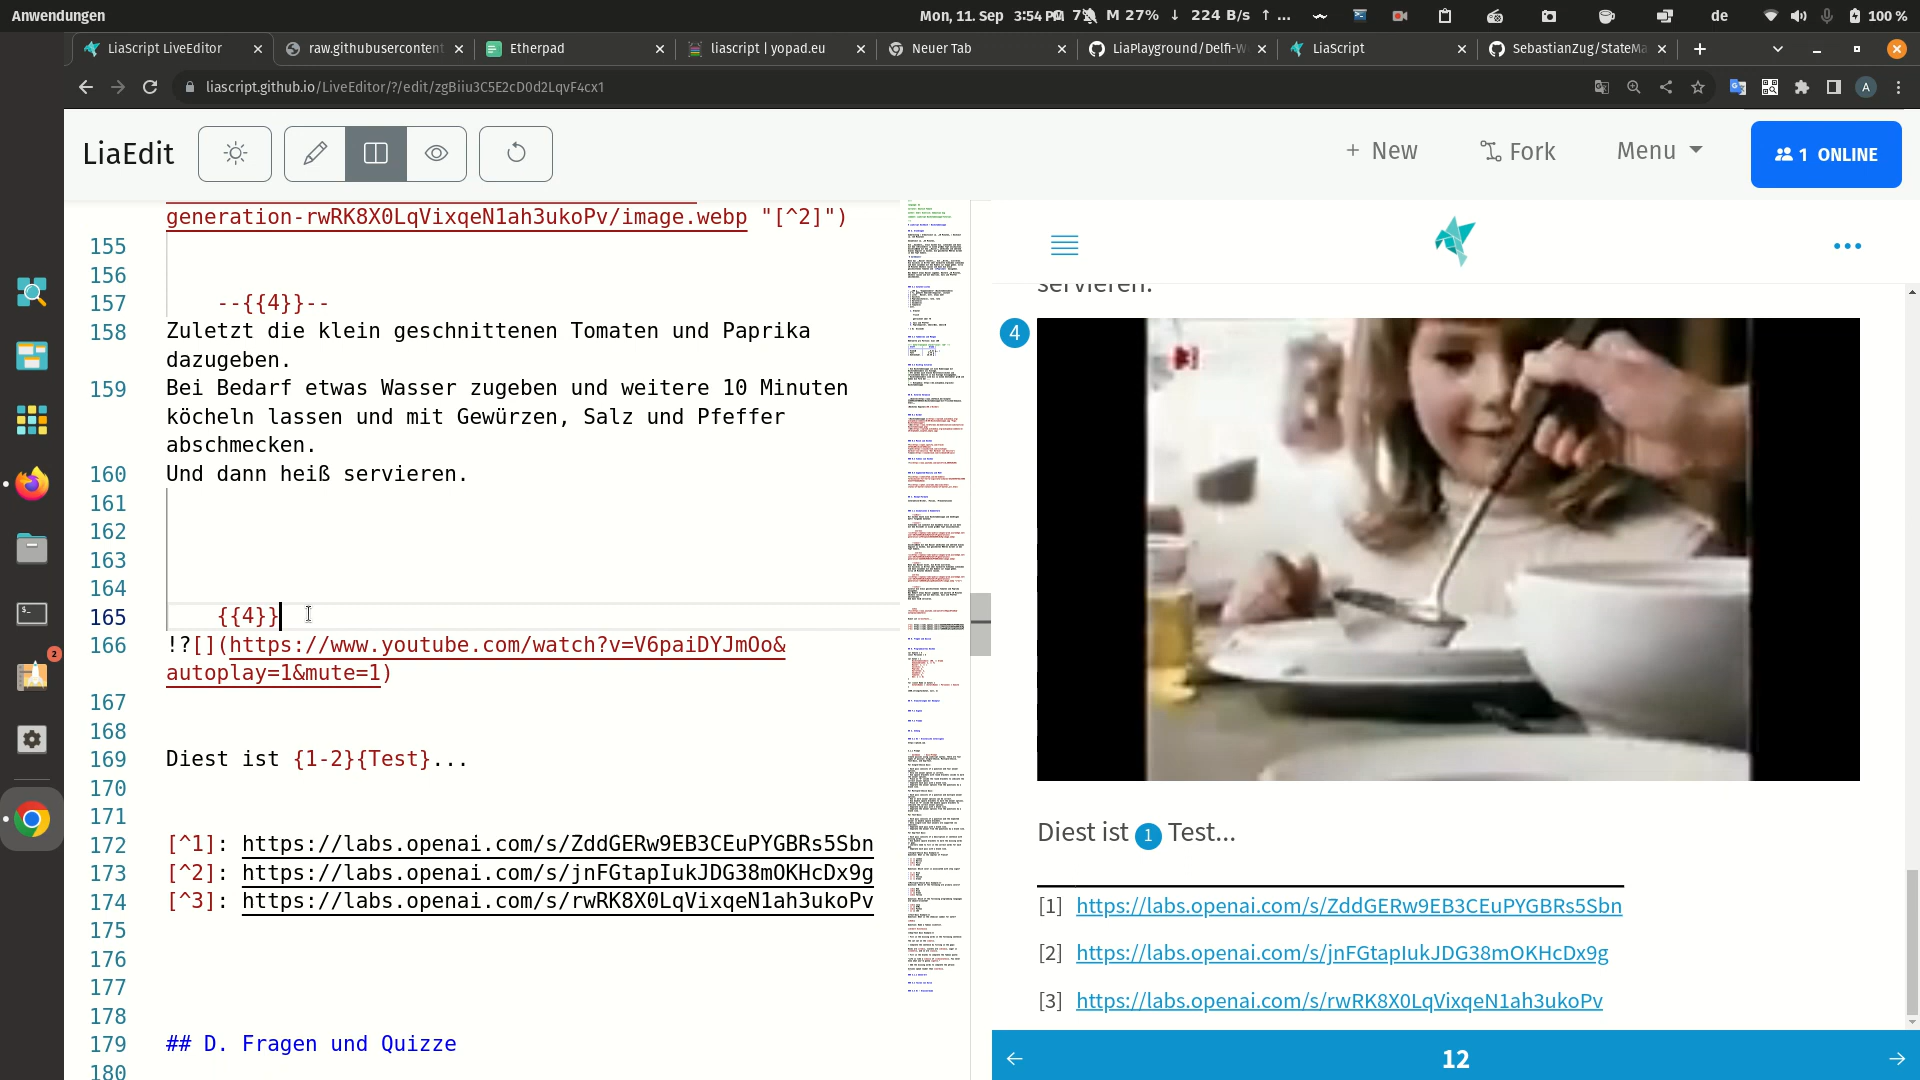 Anwendungen
Mon, 11. Sep 3:54 PM
M 27% ↓ 224 B/s ↑ ...
de
100 %
LiaScript LiveEditor
raw.githubusercontent
Etherpad
liascript | yopad.eu
Neuer Tab
LiaPlayground/Delfi-W
LiaScript
SebastianZug/StateMa
liascript.github.io/LiveEditor/?/edit/zgBiiu3C5E2cD0d2LqvF4cx1
A
LiaEdit
+ New
Fork
Menu
1 ONLINE
generation-rwRK8X0LqVixqeN1ah3ukoPv/image.webp "[^2]")
155
156
157 --{{4}}--
158 Zuletzt die klein geschnittenen Tomaten und Paprika
dazugeben.
159 Bei Bedarf etwas Wasser zugeben und weitere 10 Minuten
köcheln lassen und mit Gewürzen, Salz und Pfeffer
abschmecken.
160 Und dann heiß servieren.
161
162
163
164
165 {{4}}
166 !?[](https://www.youtube.com/watch?v=V6paiDYJmOo&
autoplay=1&mute=1)
167
168
169 Diest ist {1-2}{Test}...
170
171
172 [^1]: https://labs.openai.com/s/ZddGERw9EB3CEuPYGBRs5Sbn
173 [^2]: https://labs.openai.com/s/jnFGtapIukJDG38mOKHcDx9g
174 [^3]: https://labs.openai.com/s/rwRK8X0LqVixqeN1ah3ukoPv
175
176
177
178
179 ## D. Fragen und Quizze
180
2
servieren.
4
Diest ist 1 Test...
[1] https://labs.openai.com/s/ZddGERw9EB3CEuPYGBRs5Sbn
[2] https://labs.openai.com/s/jnFGtapIukJDG38mOKHcDx9g
[3] https://labs.openai.com/s/rwRK8X0LqVixqeN1ah3ukoPv
12